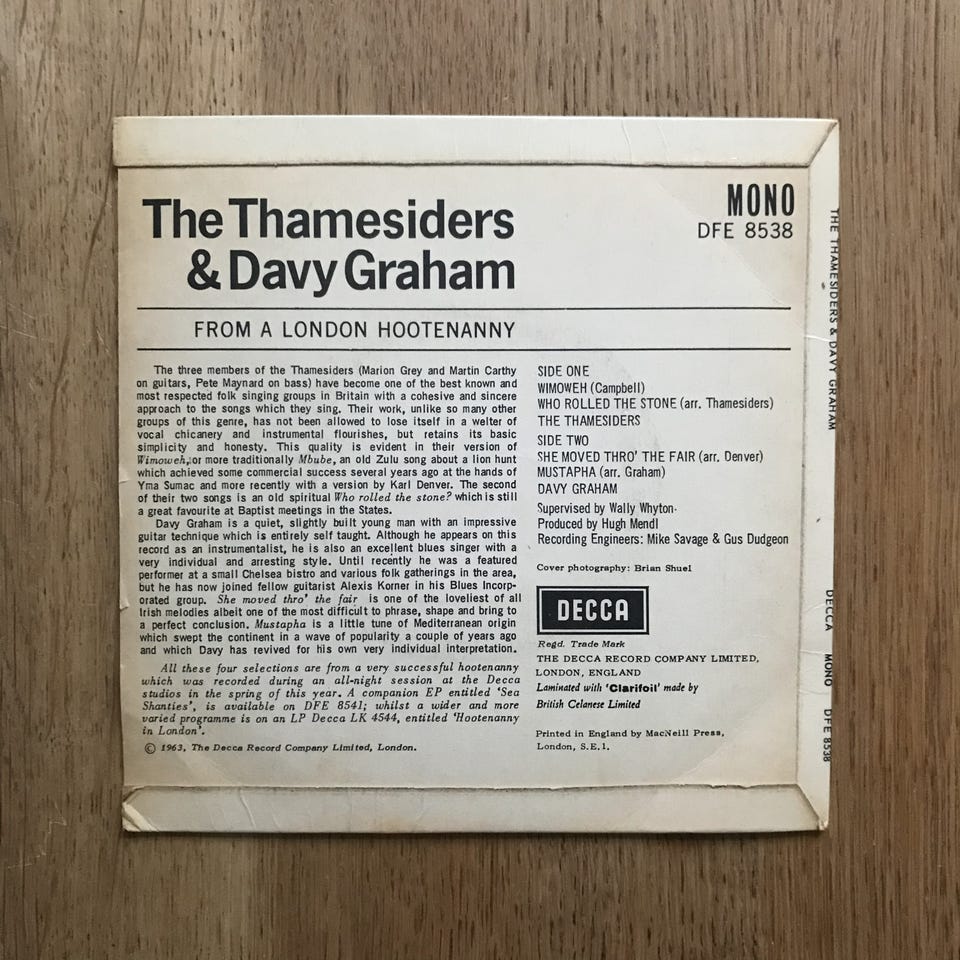 The Thamesiders
& Davy Graham
MONO
DFE 8538
FROM A LONDON HOOTENANNY
The three members of the Thamesiders (Marion Grey and Martin Carthy
on guitars, Pete Maynard on bass) have become one of the best known and
most respected folk singing groups in Britain with a cohesive and sincere
approach to the songs which they sing. Their work, unlike so many other
groups of this genre, has not been allowed to lose itself in a welter of
vocal chicanery and instrumental flourishes, but retains its basic
simplicity and honesty. This quality is evident in their version of
Wimoweh, or more traditionally Mbube, an old Zulu song about a lion hunt
which achieved some commercial success several years ago at the hands of
Yma Sumac and more recently with a version by Karl Denver. The second
of their two songs is an old spiritual Who rolled the stone? which is still
a great favourite at Baptist meetings in the States.
Davy Graham is a quiet, slightly built young man with an impressive
guitar technique which is entirely self taught. Although he appears on this
record as an instrumentalist, he is also an excellent blues singer with a
very individual and arresting style. Until recently he was a featured
performer at a small Chelsea bistro and various folk gatherings in the area,
but he has now joined fellow guitarist Alexis Korner in his Blues Incorp-
orated group. She moved thro' the fair is one of the loveliest of all
Irish melodies albeit one of the most difficult to phrase, shape and bring to
a perfect conclusion. Mustapha is a little tune of Mediterranean origin
which swept the continent in a wave of popularity a couple of years ago
and which Davy has revived for his own very individual interpretation.
All these four selections are from a very successful hootenanny
which was recorded during an all-night session at the Decca
studios in the spring of this year. A companion EP entitled 'Sea
Shanties', is available on DFE 8541; whilst a wider and more
varied programme is on an LP Decca LK 4544, entitled 'Hootenanny
in London'.
© 1963, The Decca Record Company Limited, London.
SIDE ONE
WIMOWEH (Campbell)
WHO ROLLED THE STONE (arr. Thamesiders)
THE THAMESIDERS
SIDE TWO
SHE MOVED THRO' THE FAIR (arr. Denver)
MUSTAPHA (arr. Graham)
DAVY GRAHAM
Supervised by Wally Whyton.
Produced by Hugh Mendl
Recording Engineers: Mike Savage & Gus Dudgeon
Cover photography: Brian Shuel
DECCA
Regd. Trade Mark
THE DECCA RECORD COMPANY LIMITED,
LONDON, ENGLAND
Laminated with 'Clarifoil' made by
British Celanese Limited
Printed in England by MacNeill Press,
London, S.E.1.
THE THAMESIDERS & DAVY GRAHAM DECCA MONO DFE 8538